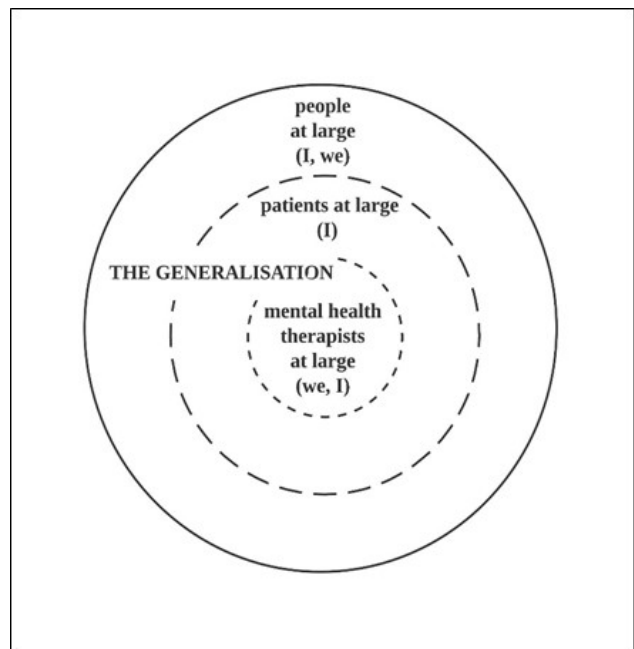 people
at large
(I, we)
patients at large
(I)
THE GENERALISATION
mental health
therapists
at large
(we, I)